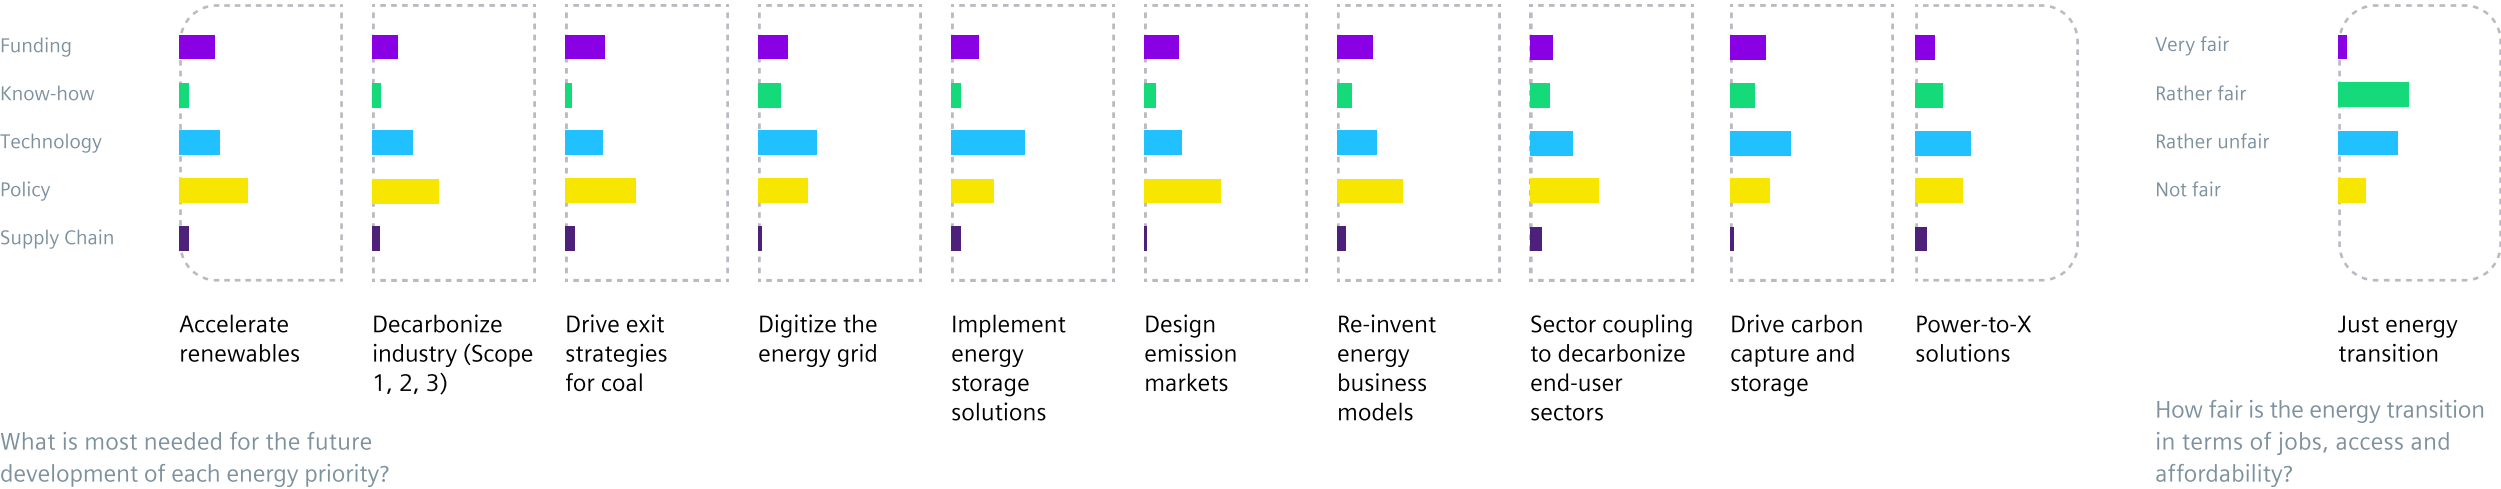 Funding
Know-how
Technology
Policy
Supply Chain
Accelerate
renewables
Decarbonize
industry (Scope
1, 2, 3)
Drive exit
strategies
for coal
Digitize the
energy grid
Implement
energy
storage
solutions
Design
emission
markets
Re-invent
energy
business
models
Sector coupling
to decarbonize
end-user
sectors
Drive carbon
capture and
storage
Power-to-X
solutions
What is most needed for the future
development of each energy priority?
Very fair
Rather fair
Rather unfair
Not fair
Just energy
transition
How fair is the energy transition
in terms of jobs, access and
affordability?